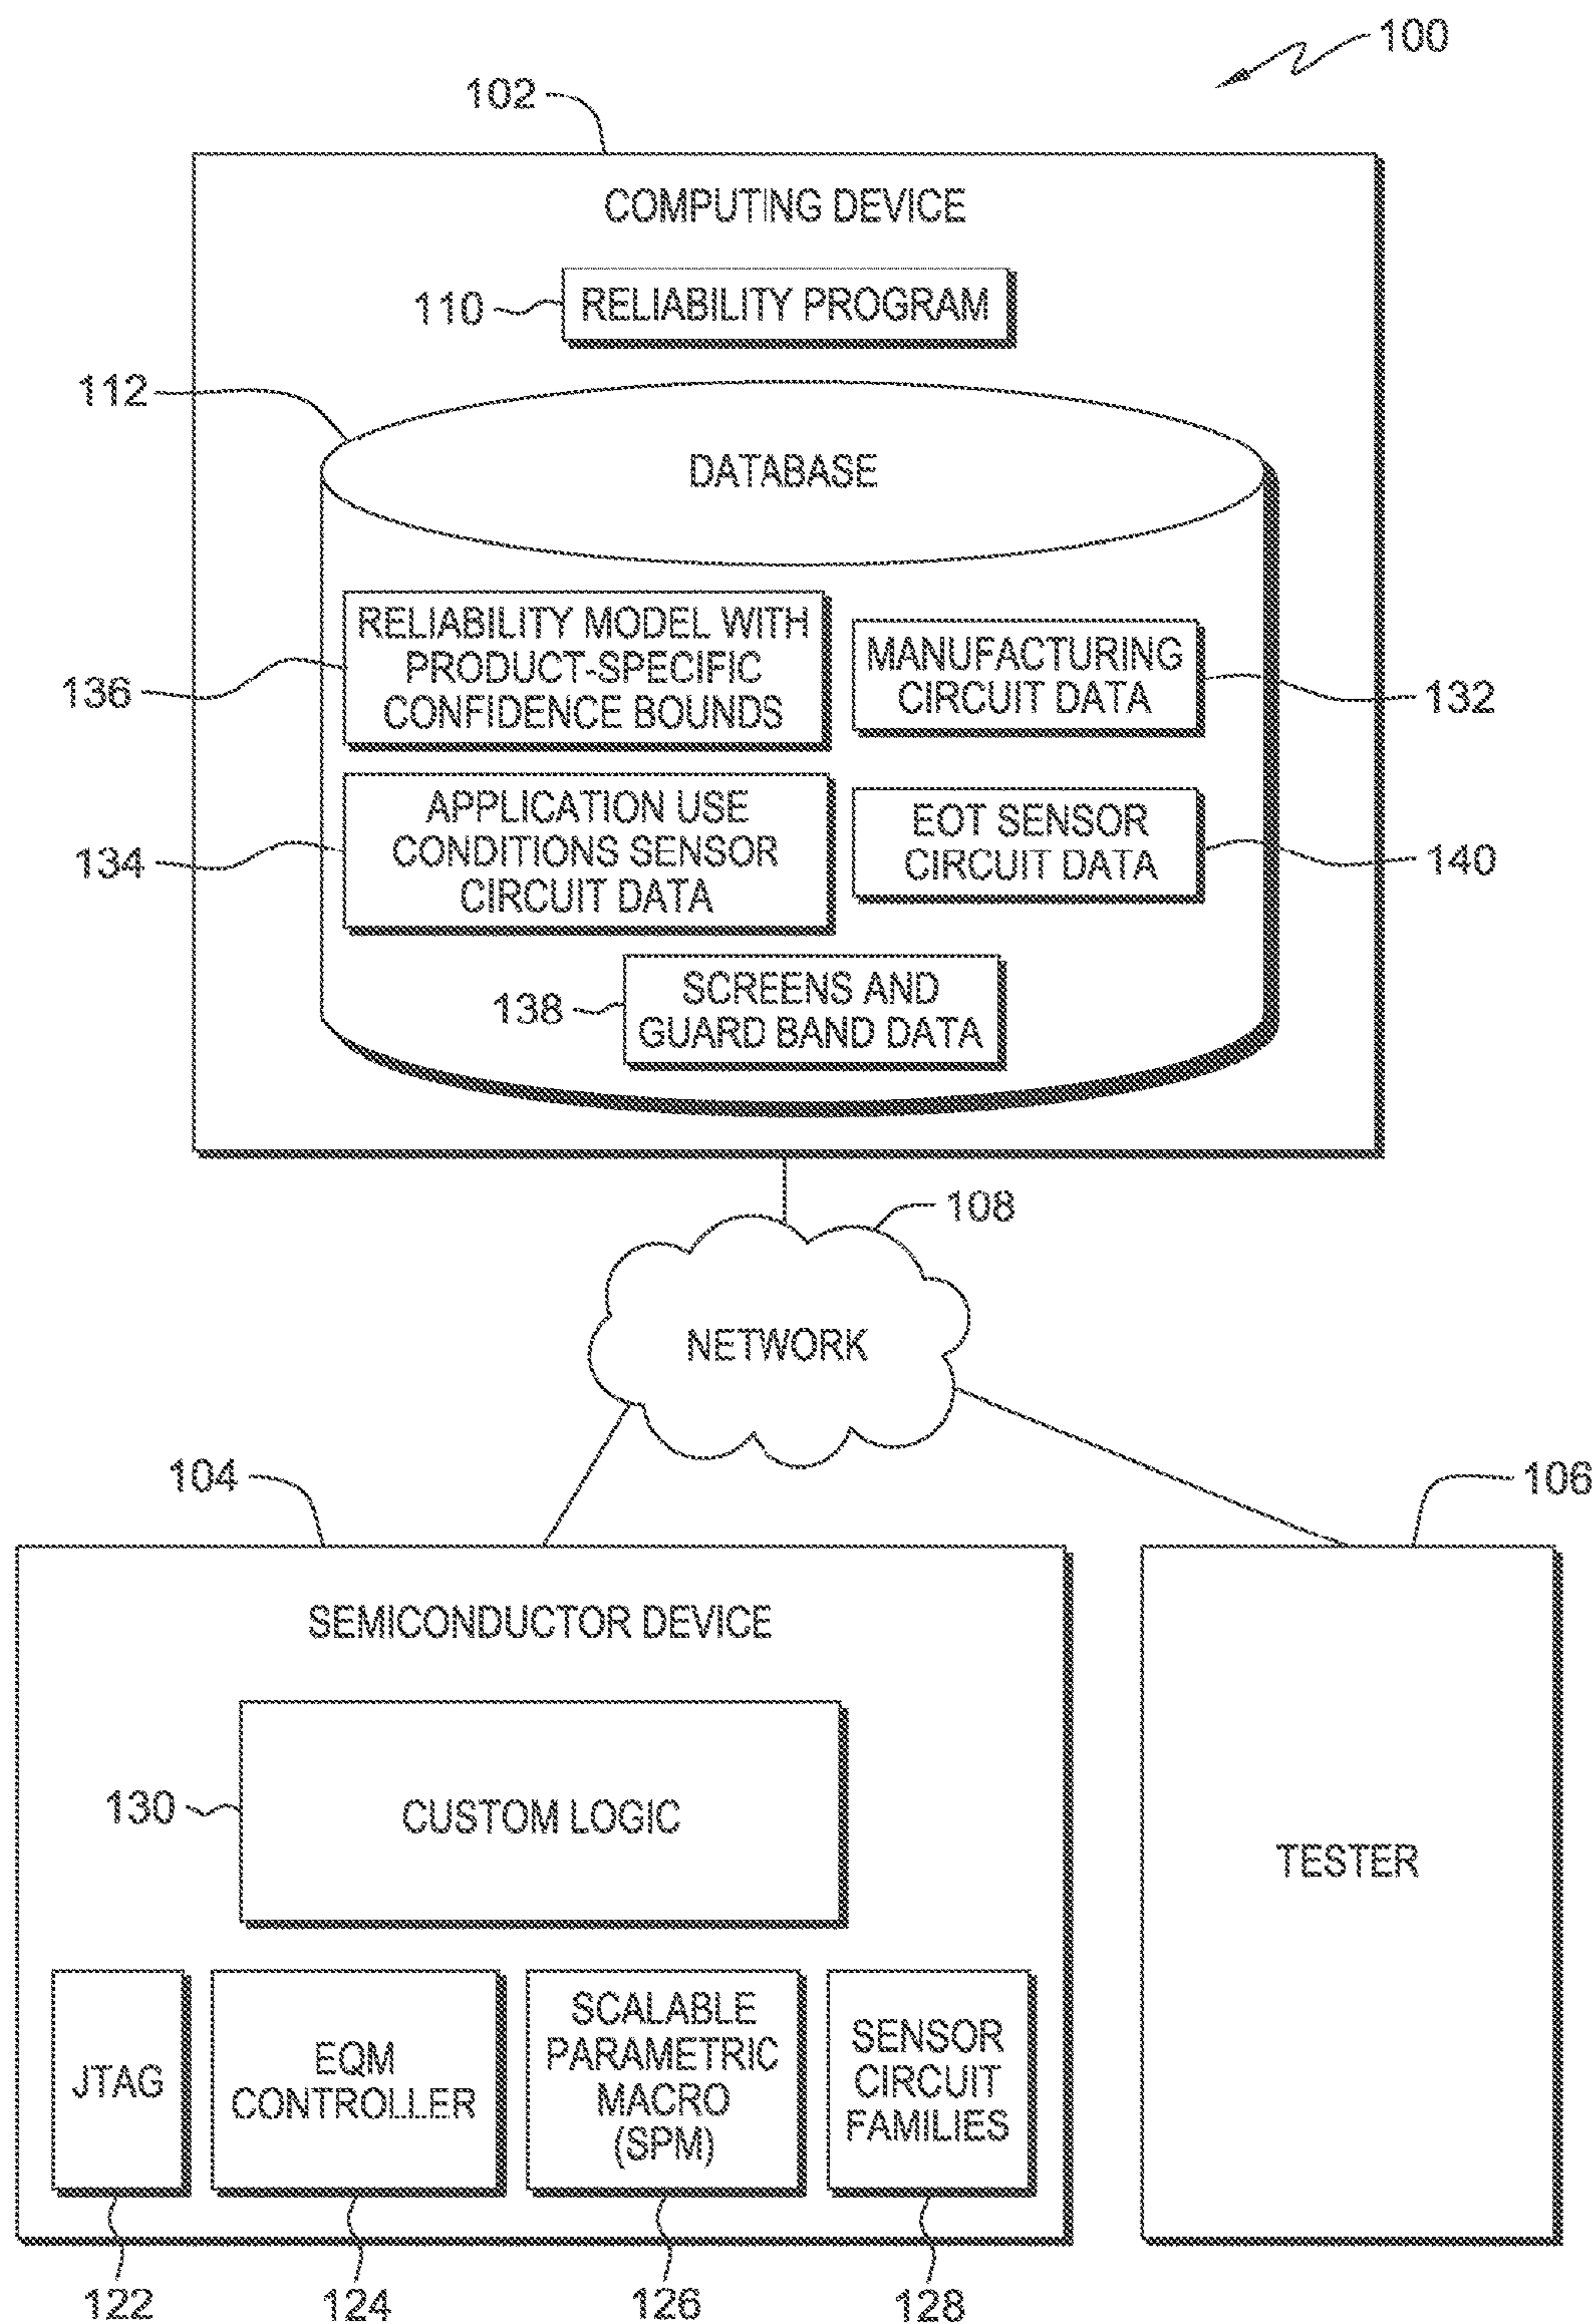 100
102
COMPUTING DEVICE
110
RELIABILITY PROGRAM
112
DATABASE
RELIABILITY MODEL WITH
PRODUCT-SPECIFIC
CONFIDENCE BOUNDS
136
MANUFACTURING
CIRCUIT DATA
132
APPLICATION USE
CONDITIONS SENSOR
CIRCUIT DATA
134
EOT SENSOR
CIRCUIT DATA
140
138
SCREENS AND
GUARD BAND DATA
108
NETWORK
104
106
SEMICONDUCTOR DEVICE
130
CUSTOM LOGIC
TESTER
JTAG
EQM
CONTROLLER
SCALABLE
PARAMETRIC
MACRO
(SPM)
SENSOR
CIRCUIT
FAMILIES
122
124
126
128